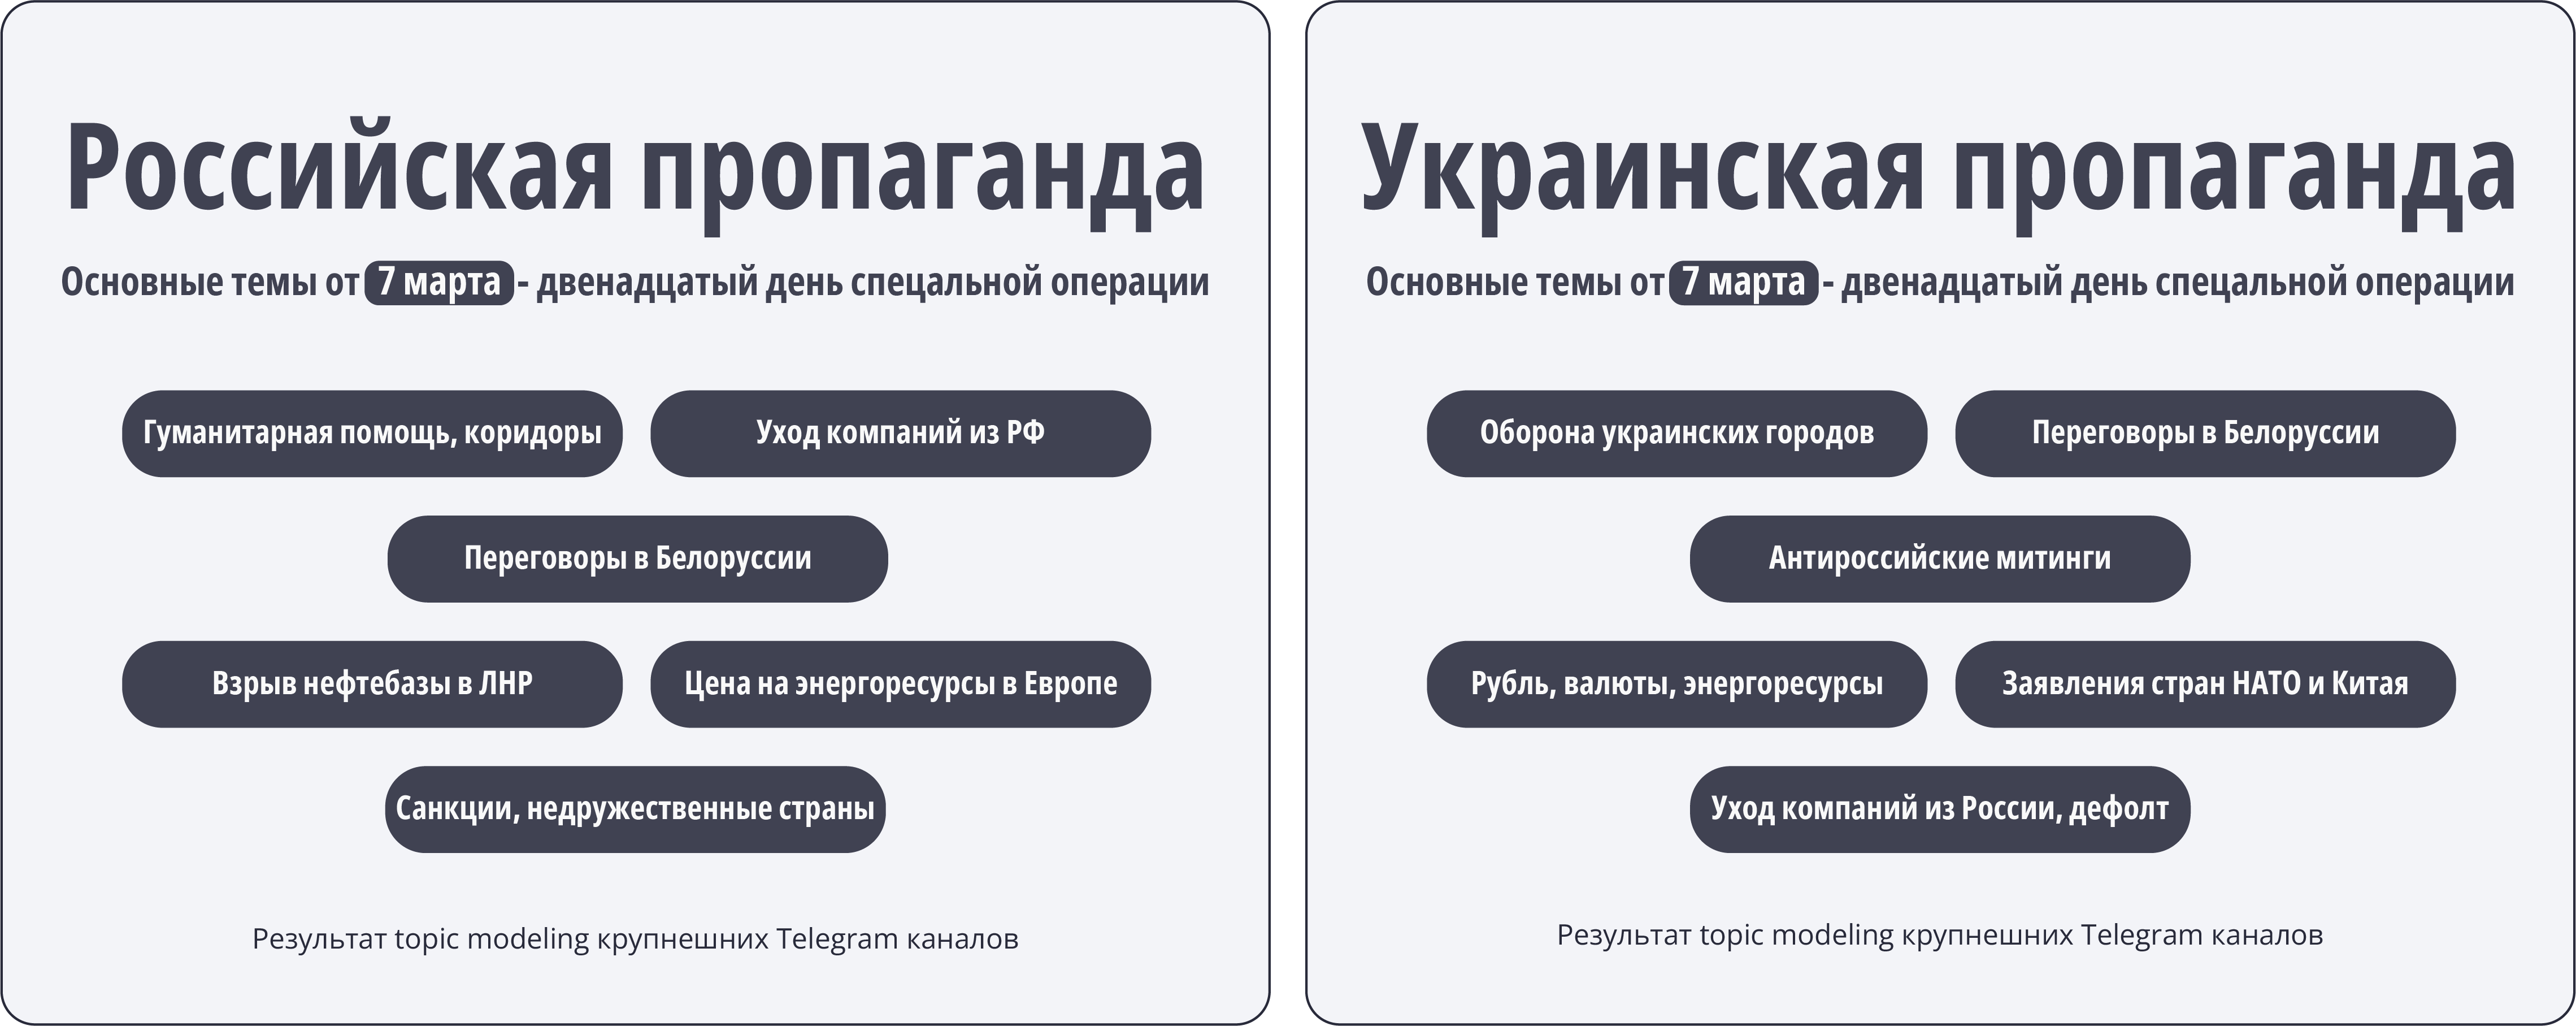 Российская пропаганда
Основные темы от 7 марта - двенадцатый день спецальной операции
Гуманитарная помощь, коридоры
Уход компаний из РФ
Переговоры в Белоруссии
Взрыв нефтебазы в ЛНР
Цена на энергоресурсы в Европе
Санкции, недружественные страны
Результат topic modeling крупнешних Telegram каналов
Украинская пропаганда
Основные темы от 7 марта - двенадцатый день спецальной операции
Оборона украинских городов
Переговоры в Белоруссии
Антироссийские митинги
Рубль, валюты, энергоресурсы
Заявления стран НАТО и Китая
Уход компаний из России, дефолт
Результат topic modeling крупнешних Telegram каналов